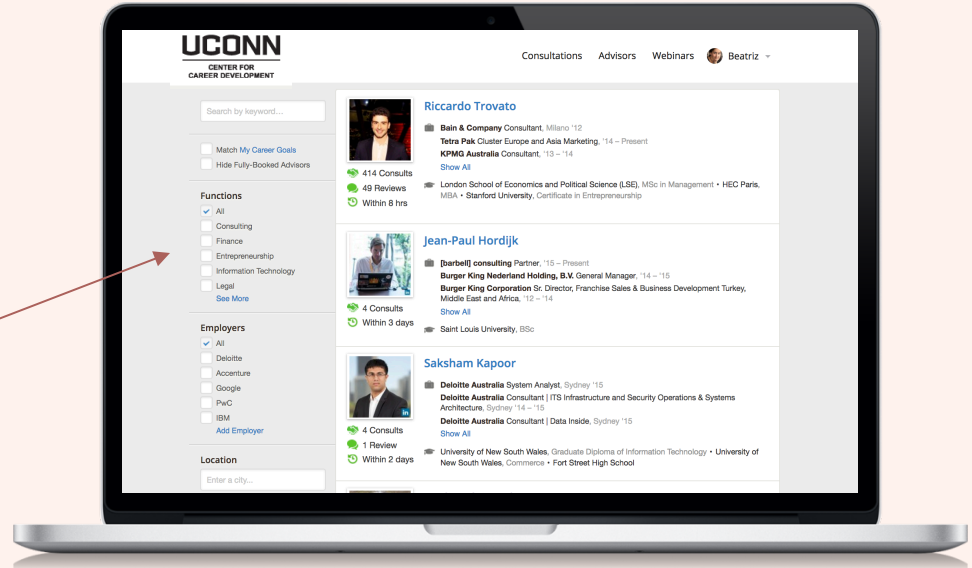 UCONN
CENTER FOR
CAREER DEVELOPMENT
Consultations Advisors Webinars Beatriz
Search by keyword...
Match My Career Goals
Hide Fully-Booked Advisors
Functions
All
Consulting
Finance
Entrepreneurship
Information Technology
Legal
See More
Employers
All
Deloitte
Accenture
Google
PwC
IBM
Add Employer
Location
Enter a city...
Riccardo Trovato
Bain & Company Consultant, Milano '12
Tetra Pak Cluster Europe and Asia Marketing, '14 – Present
KPMG Australia Consultant, '13 – '14
Show All
London School of Economics and Political Science (LSE), MSc in Management • HEC Paris,
MBA • Stanford University, Certificate in Entrepreneurship
414 Consults
49 Reviews
Within 8 hrs
Jean-Paul Hordijk
[barbell] consulting Partner, '15 – Present
Burger King Nederland Holding, B.V. General Manager, '14 – '15
Burger King Corporation Sr. Director, Franchise Sales & Business Development Turkey,
Middle East and Africa, '12 – '14
Show All
Saint Louis University, BSc
in
4 Consults
Within 3 days
Saksham Kapoor
Deloitte Australia System Analyst, Sydney '15
Deloitte Australia Consultant | ITS Infrastructure and Security Operations & Systems
Architecture, Sydney '14 – '15
Deloitte Australia Consultant | Data Inside, Sydney '15
Show All
University of New South Wales, Graduate Diploma of Information Technology • University of
New South Wales, Commerce • Fort Street High School
in
4 Consults
1 Review
Within 2 days